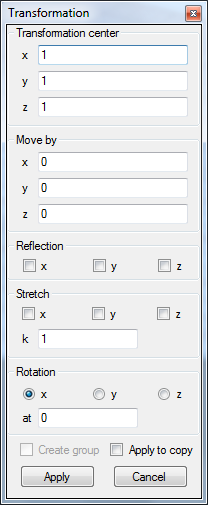 Transformation
Transformation center
x 1
y 1
z 1
Move by
x 0
y 0
z 0
Reflection
x y z
Stretch
x y z
k 1
Rotation
x y z
at 0
Create group Apply to copy
Apply Cancel